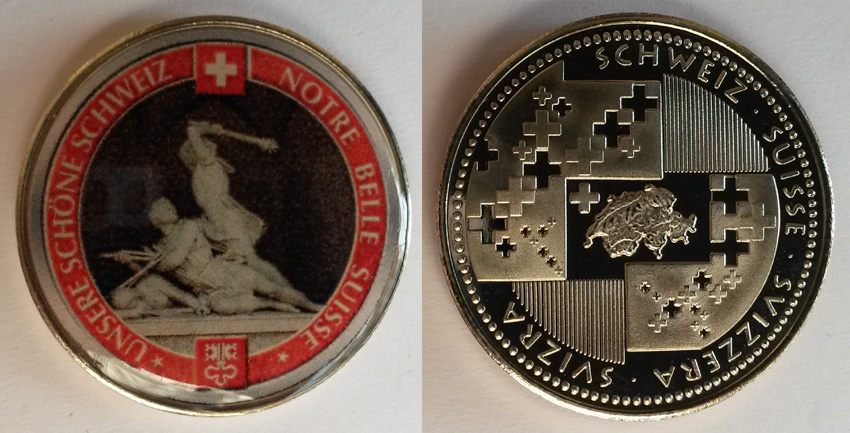 UNSERE SCHÖNE SCHWEIZ
NOTRE BELLE SUISSE
SCHWEIZ · SUISSE · SVIZZERA · SVIZRA